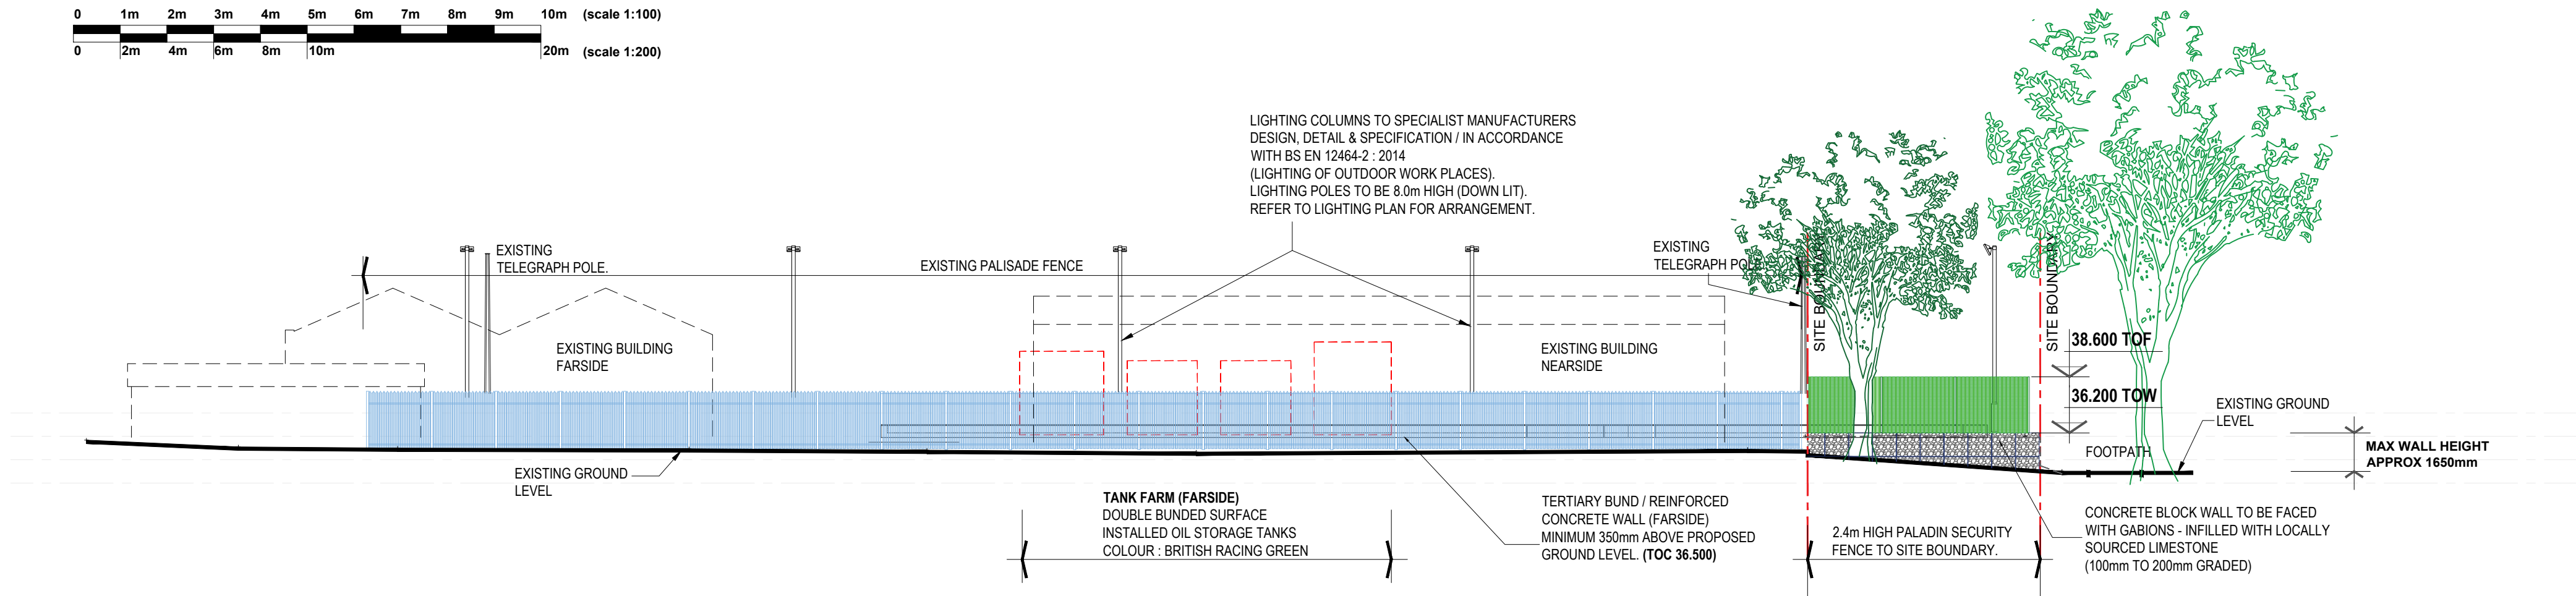 0 1m 2m 3m 4m 5m 6m 7m 8m 9m 10m (scale 1:100)
0 2m 4m 6m 8m 10m 20m (scale 1:200)
LIGHTING COLUMNS TO SPECIALIST MANUFACTURERS
DESIGN, DETAIL & SPECIFICATION / IN ACCORDANCE
WITH BS EN 12464-2 : 2014
(LIGHTING OF OUTDOOR WORK PLACES).
LIGHTING POLES TO BE 8.0m HIGH (DOWN LIT).
REFER TO LIGHTING PLAN FOR ARRANGEMENT.
EXISTING
TELEGRAPH POLE.
EXISTING PALISADE FENCE
EXISTING
TELEGRAPH POLE
SITE BOUNDARY
SITE BOUNDARY
EXISTING BUILDING
FARSIDE
EXISTING BUILDING
NEARSIDE
38.600 TOF
36.200 TOW
EXISTING GROUND
LEVEL
FOOTPATH
MAX WALL HEIGHT
APPROX 1650mm
EXISTING GROUND
LEVEL
TANK FARM (FARSIDE)
DOUBLE BUNDED SURFACE
INSTALLED OIL STORAGE TANKS
COLOUR : BRITISH RACING GREEN
TERTIARY BUND / REINFORCED
CONCRETE WALL (FARSIDE)
MINIMUM 350mm ABOVE PROPOSED
GROUND LEVEL. (TOC 36.500)
2.4m HIGH PALADIN SECURITY
FENCE TO SITE BOUNDARY.
CONCRETE BLOCK WALL TO BE FACED
WITH GABIONS - INFILLED WITH LOCALLY
SOURCED LIMESTONE
(100mm TO 200mm GRADED)